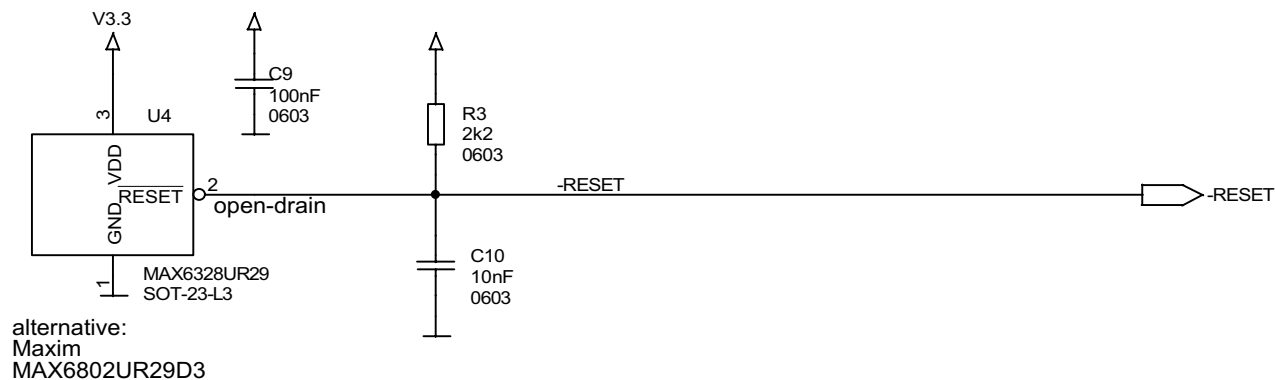 V3.3
C9
100nF
0603
3
U4
R3
2k2
0603
VDD
GND
RESET
2
open-drain
-RESET
-RESET
1
MAX6328UR29
SOT-23-L3
C10
10nF
0603
alternative:
Maxim
MAX6802UR29D3